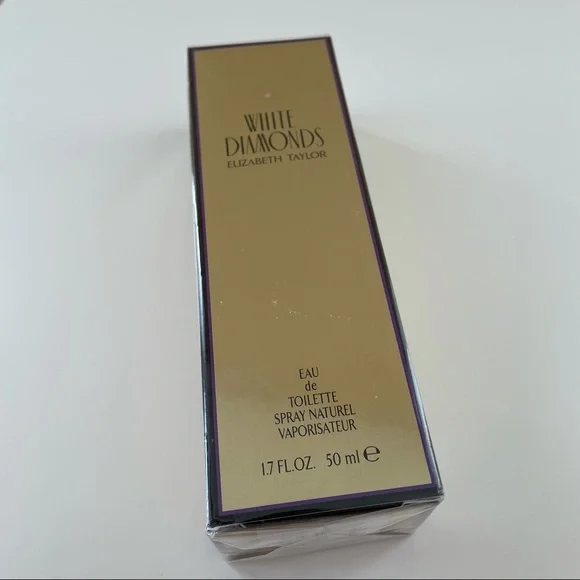 WHITE
DIAMONDS
ELIZABETH TAYLOR
EAU
de
TOILETTE
SPRAY NATUREL
VAPORISATEUR
1.7 FL.OZ. 50 ml ℮